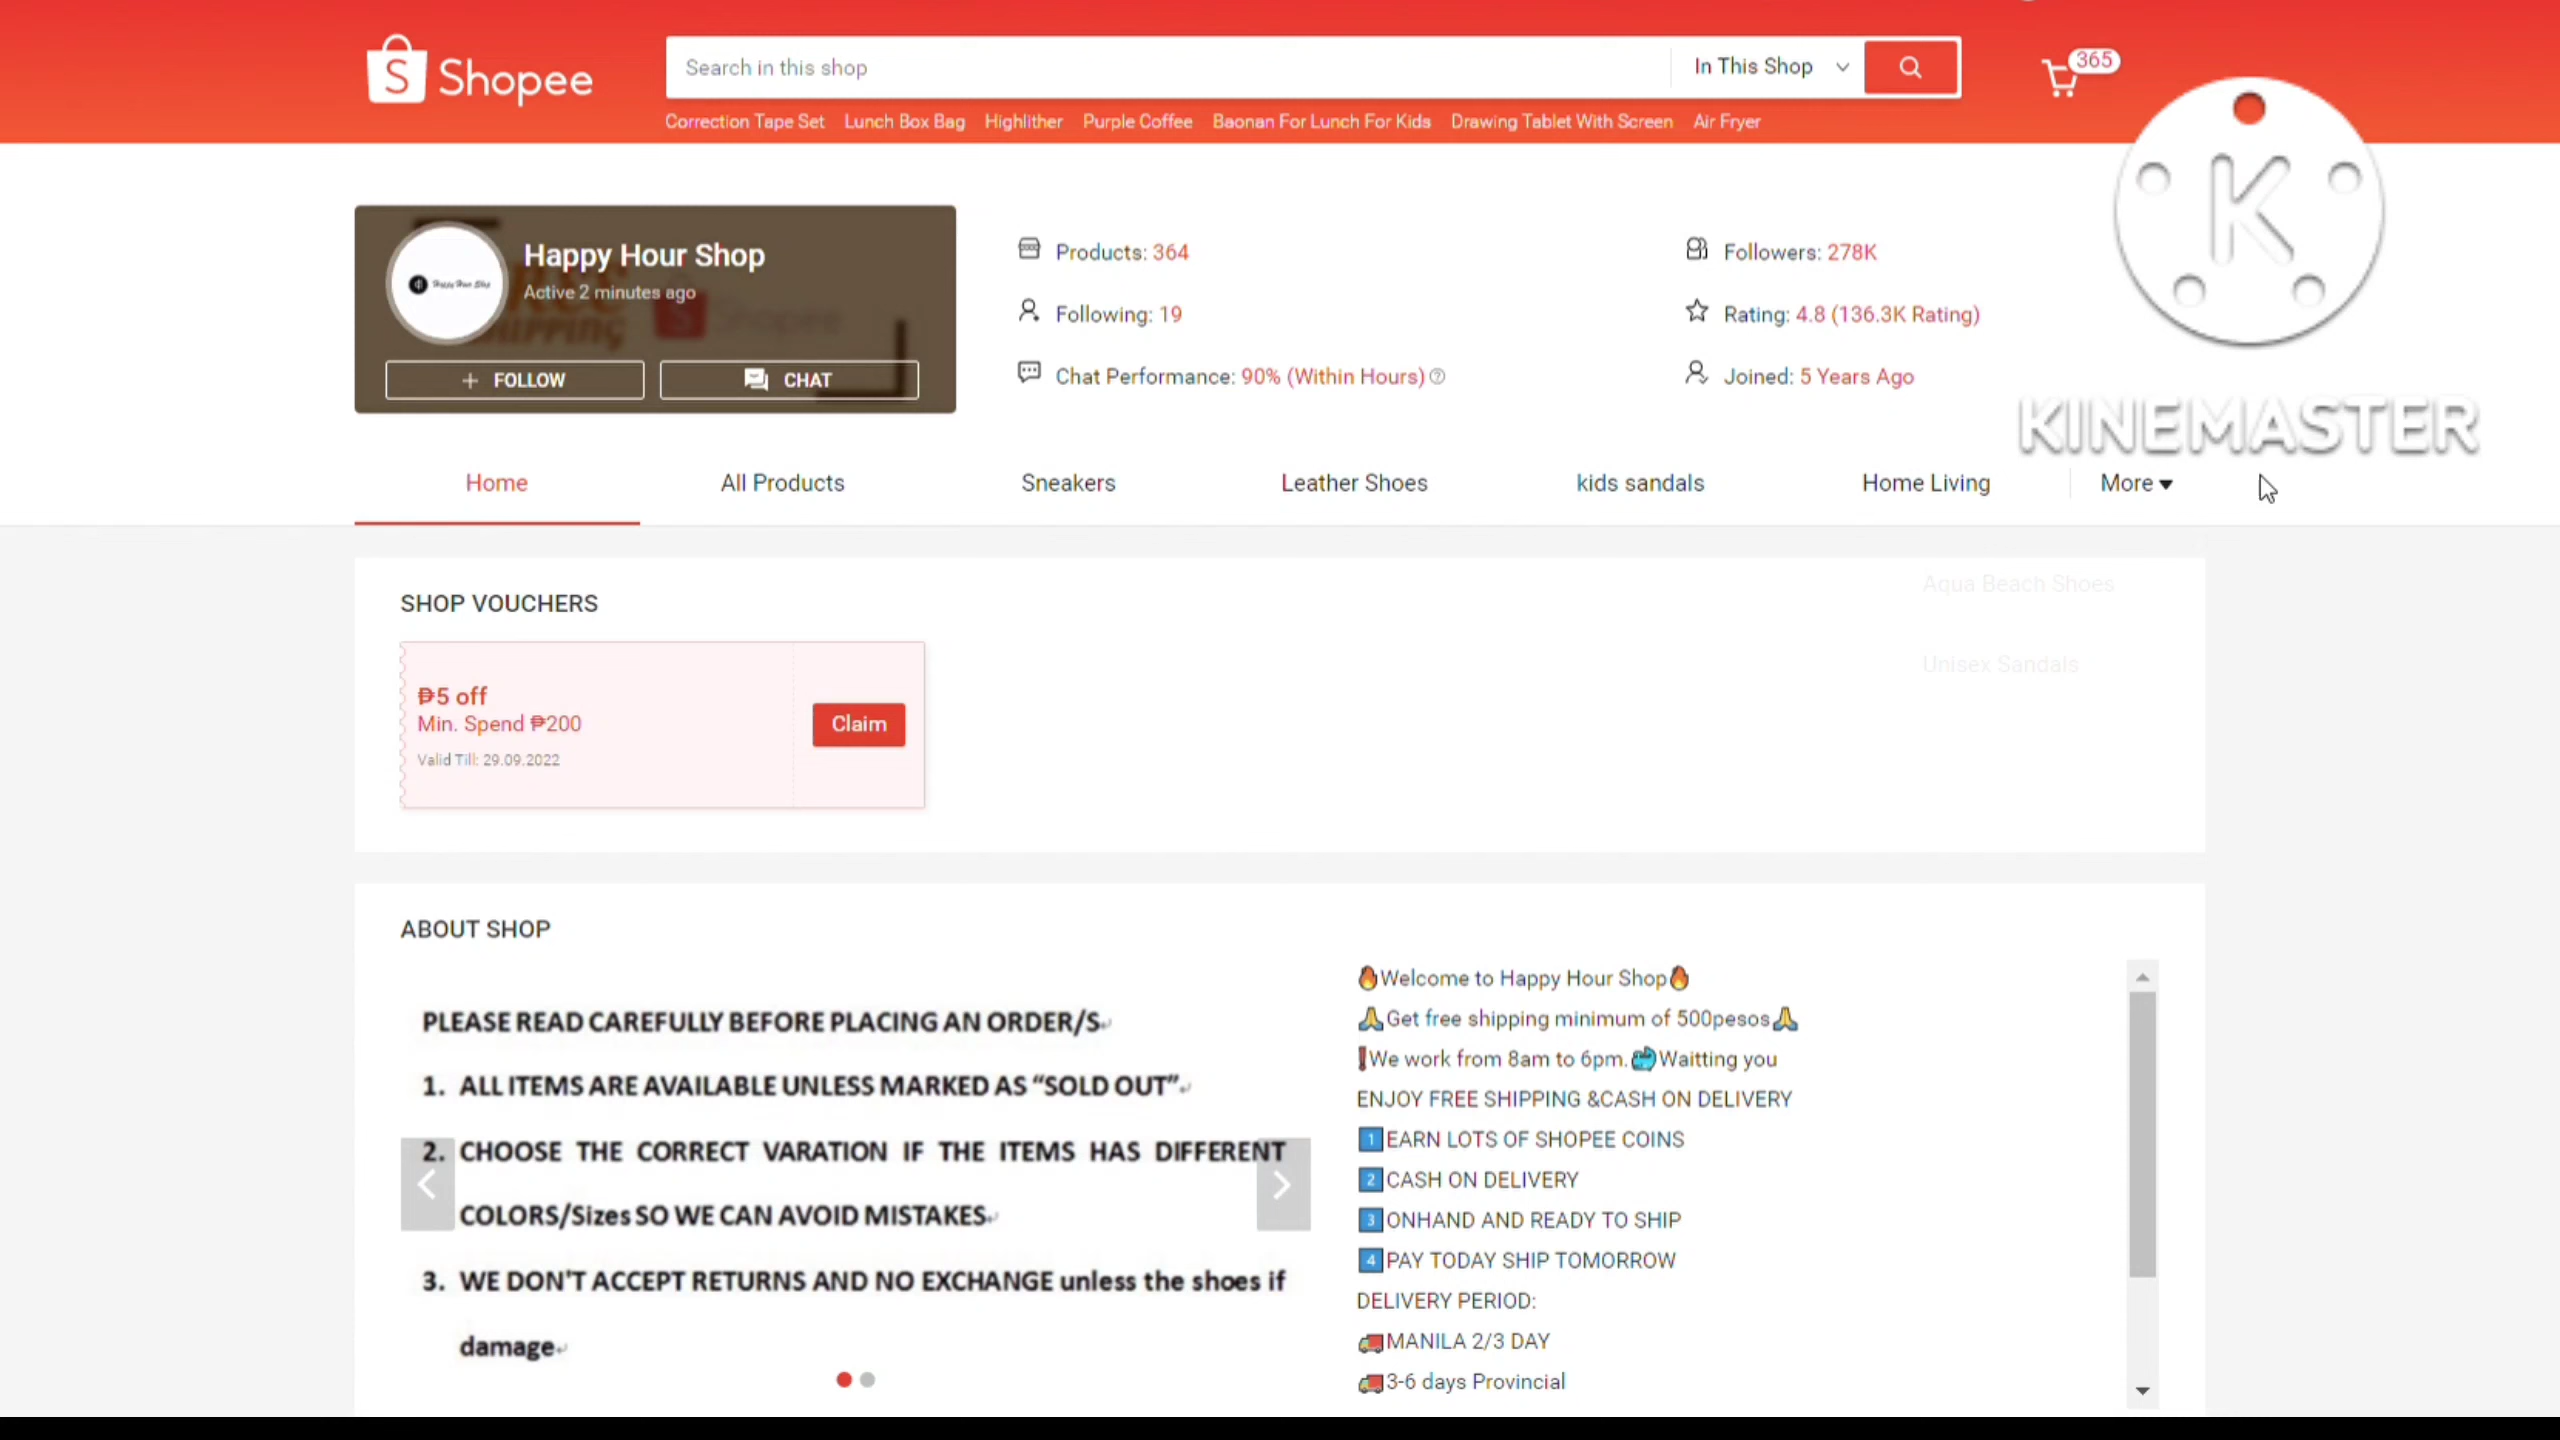 Shopee
Search in this shop
In This Shop
365
Correction Tape Set Lunch Box Bag Highlither Purple Coffee Baonan For Lunch For Kids Drawing Tablet With Screen Air Fryer
K
KINEMASTER
Happy Hour Shop
Active 2 minutes ago
Happy Hour Shop
Shopee
+ FOLLOW
CHAT
Products: 364
Followers: 278K
Following: 19
Rating: 4.8 (136.3K Rating)
Chat Performance: 90% (Within Hours)
Joined: 5 Years Ago
Home
All Products
Sneakers
Leather Shoes
kids sandals
Home Living
More
Aqua Beach Shoes
Unisex Sandals
SHOP VOUCHERS
₱5 off
Min. Spend ₱200
Valid Till: 29.09.2022
Claim
ABOUT SHOP
PLEASE READ CAREFULLY BEFORE PLACING AN ORDER/S
1. ALL ITEMS ARE AVAILABLE UNLESS MARKED AS “SOLD OUT”
2. CHOOSE THE CORRECT VARATION IF THE ITEMS HAS DIFFERENT
COLORS/Sizes SO WE CAN AVOID MISTAKES
3. WE DON'T ACCEPT RETURNS AND NO EXCHANGE unless the shoes if
damage
🔥Welcome to Happy Hour Shop🔥
🙏Get free shipping minimum of 500pesos🙏
❗We work from 8am to 6pm.Waitting you
ENJOY FREE SHIPPING &CASH ON DELIVERY
1️⃣EARN LOTS OF SHOPEE COINS
2️⃣CASH ON DELIVERY
3️⃣ONHAND AND READY TO SHIP
4️⃣PAY TODAY SHIP TOMORROW
DELIVERY PERIOD:
🚛MANILA 2/3 DAY
🚛3-6 days Provincial